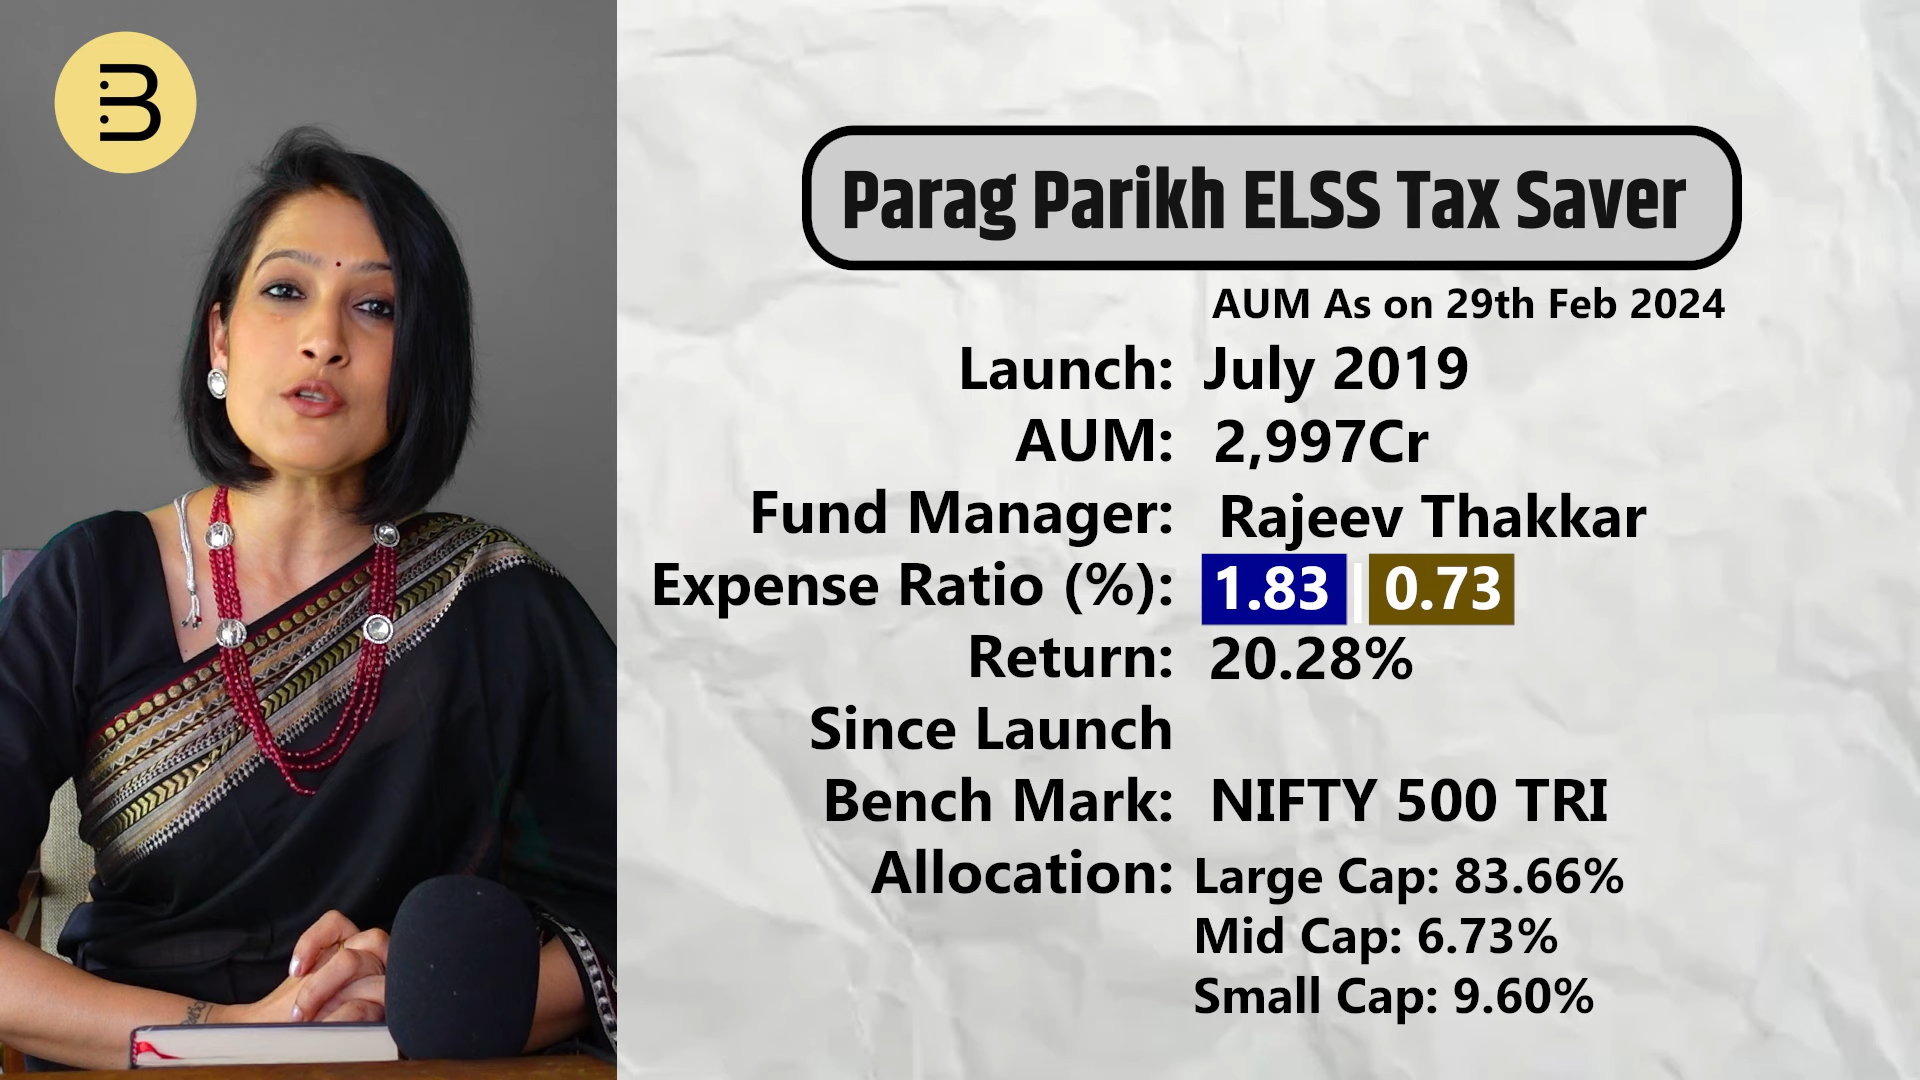 Parag Parikh ELSS Tax Saver
AUM As on 29th Feb 2024
Launch: July 2019
AUM: 2,997Cr
Fund Manager: Rajeev Thakkar
Expense Ratio (%): 1.83 | 0.73
Return: 20.28%
Since Launch
Bench Mark: NIFTY 500 TRI
Allocation: Large Cap: 83.66%
Mid Cap: 6.73%
Small Cap: 9.60%